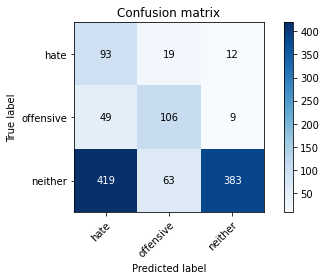 Confusion matrix
hate 93 19 12
offensive 49 106 9
neither 419 63 383
hate offensive neither
True label
Predicted label
400
350
300
250
200
150
100
50